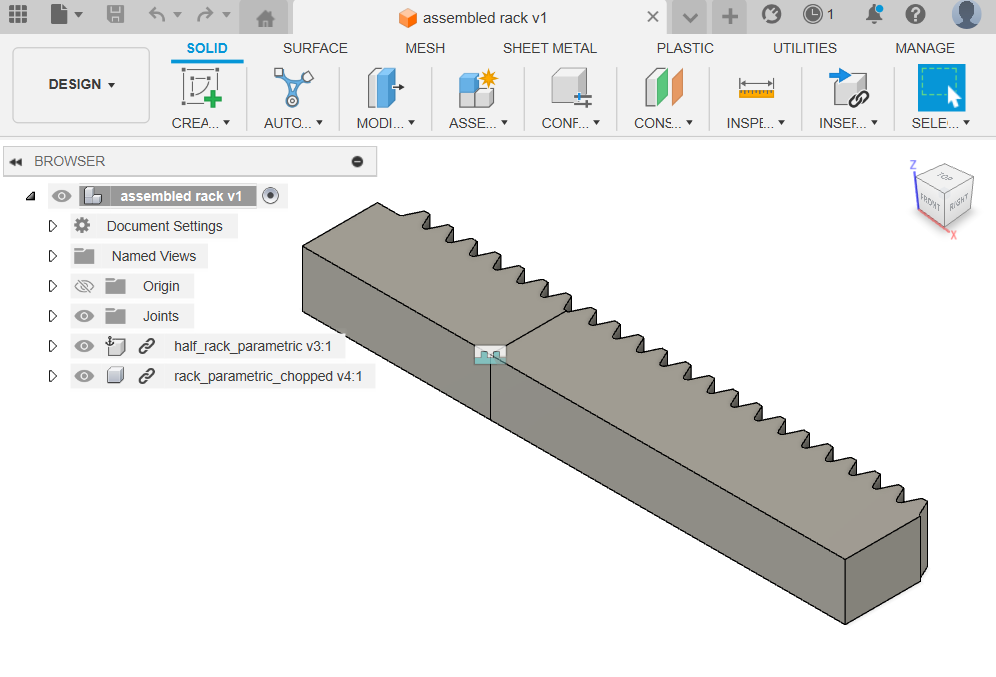 assembled rack v1
1
DESIGN
SOLID SURFACE MESH SHEET METAL PLASTIC UTILITIES MANAGE
CREA... AUTO... MODI... ASSE... CONF... CONS... INSPE... INSEF... SELE...
BROWSER
assembled rack v1
Document Settings
Named Views
Origin
Joints
half_rack_parametric v3:1
rack_parametric_chopped v4:1
Z
TOP
FRONT RIGHT
X